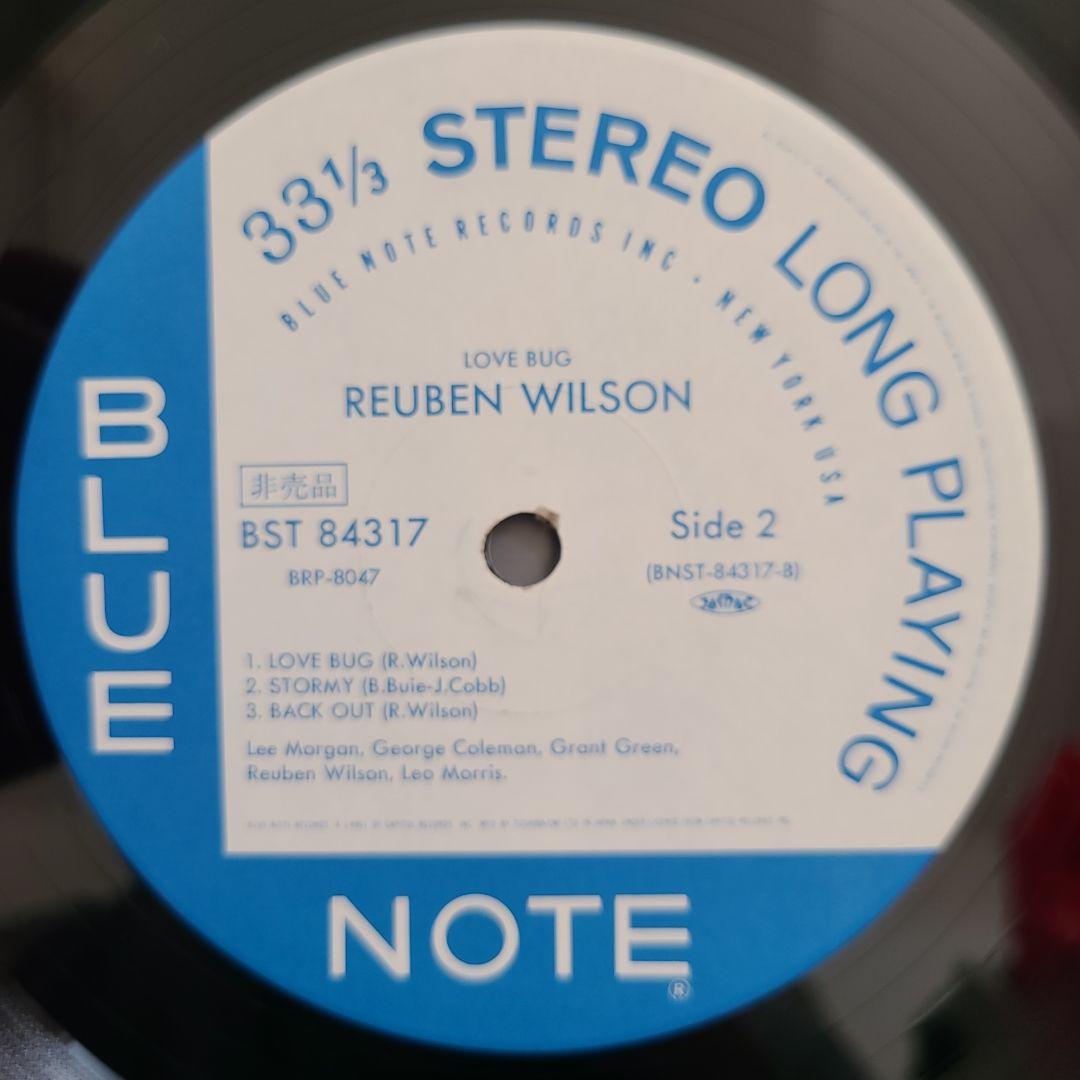 33⅓ STEREO LONG PLAYING
BLUE NOTE RECORDS INC · NEW YORK USA
LOVE BUG
REUBEN WILSON
非売品
BST 84317
BRP-8047
Side 2
(BNST-84317-B)
JASRAC
1. LOVE BUG (R.Wilson)
2. STORMY (B.Buie-J.Cobb)
3. BACK OUT (R.Wilson)
Lee Morgan, George Coleman, Grant Green,
Reuben Wilson, Leo Morris.
BLUE
NOTE
®